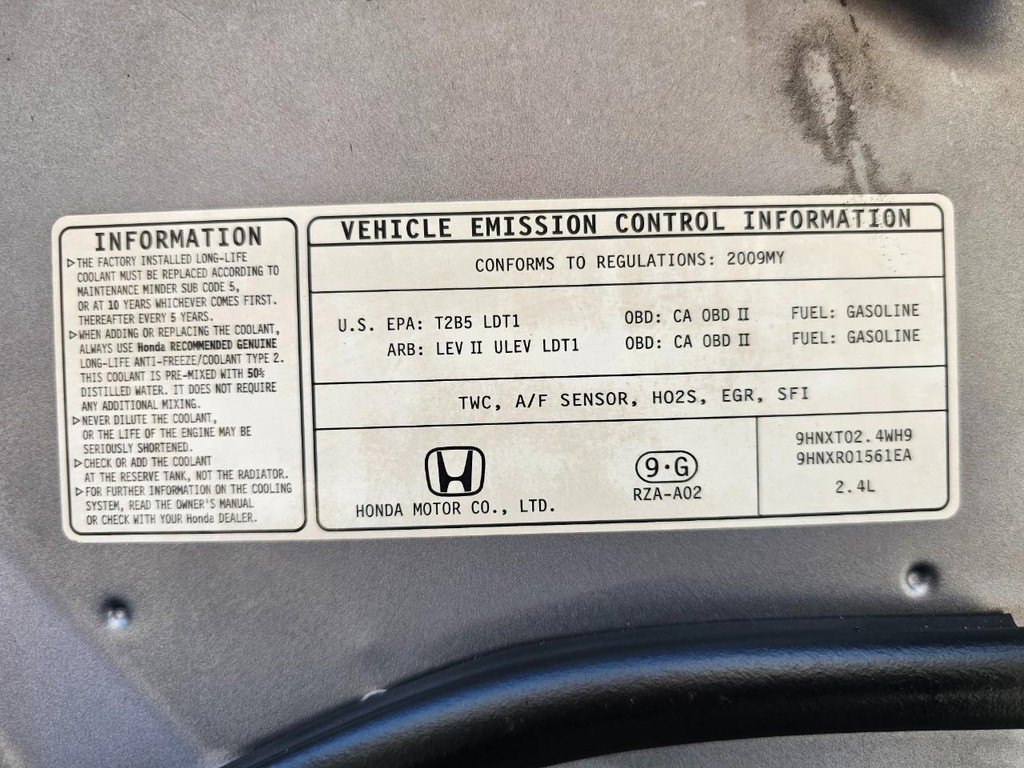 INFORMATION
▷THE FACTORY INSTALLED LONG-LIFE
COOLANT MUST BE REPLACED ACCORDING TO
MAINTENANCE MINDER SUB CODE 5,
OR AT 10 YEARS WHICHEVER COMES FIRST.
THEREAFTER EVERY 5 YEARS.
▷WHEN ADDING OR REPLACING THE COOLANT,
ALWAYS USE Honda RECOMMENDED GENUINE
LONG-LIFE ANTI-FREEZE/COOLANT TYPE 2.
THIS COOLANT IS PRE-MIXED WITH 50%
DISTILLED WATER. IT DOES NOT REQUIRE
ANY ADDITIONAL MIXING.
▷NEVER DILUTE THE COOLANT,
OR THE LIFE OF THE ENGINE MAY BE
SERIOUSLY SHORTENED.
▷CHECK OR ADD THE COOLANT
AT THE RESERVE TANK, NOT THE RADIATOR.
▷FOR FURTHER INFORMATION ON THE COOLING
SYSTEM, READ THE OWNER'S MANUAL
OR CHECK WITH YOUR Honda DEALER.
VEHICLE EMISSION CONTROL INFORMATION
CONFORMS TO REGULATIONS: 2009MY
U.S. EPA: T2B5 LDT1 OBD: CA OBD II FUEL: GASOLINE
ARB: LEV II ULEV LDT1 OBD: CA OBD II FUEL: GASOLINE
TWC, A/F SENSOR, HO2S, EGR, SFI
HONDA MOTOR CO., LTD.
9·G
RZA-A02
9HNXT02.4WH9
9HNXR01561EA
2.4L